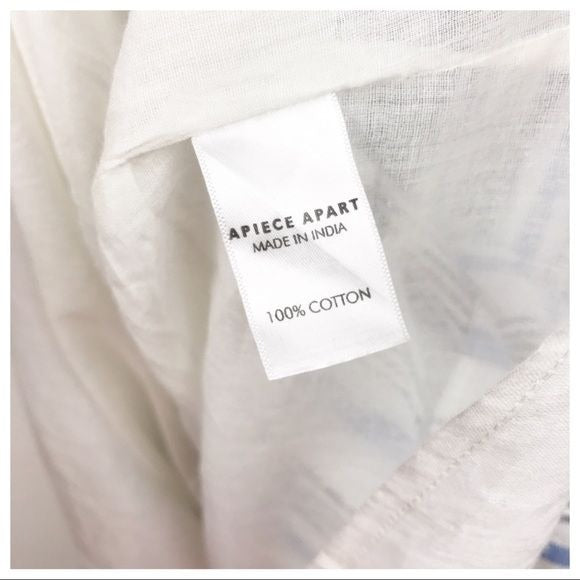 APIECE APART
MADE IN INDIA
100% COTTON